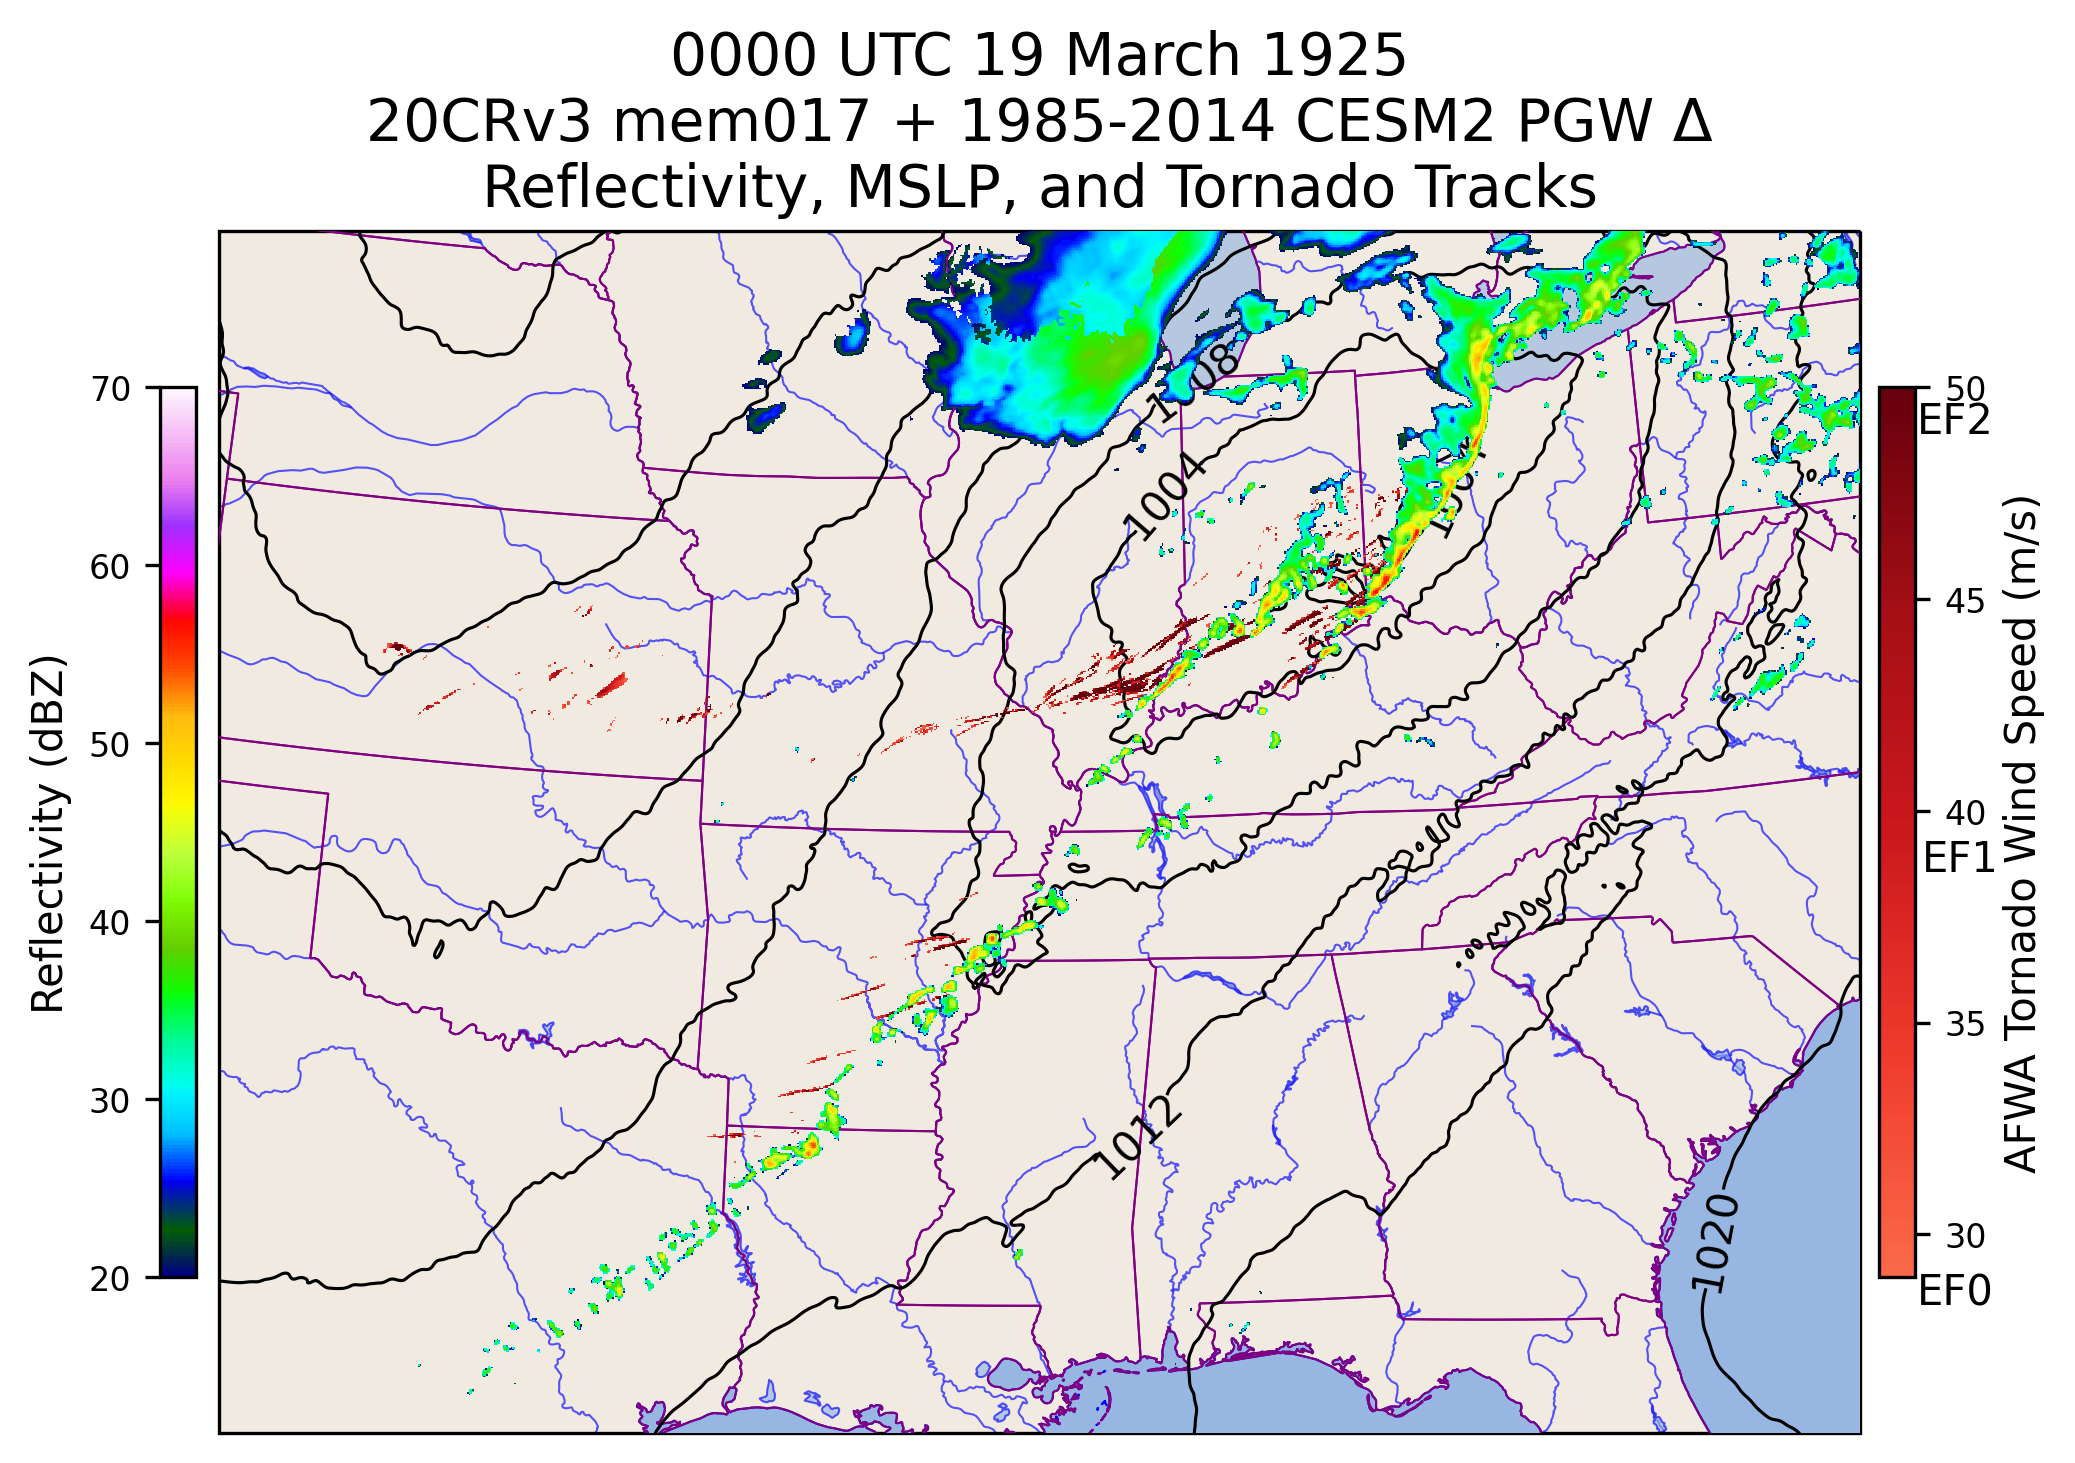 0000 UTC 19 March 1925
20CRv3 mem017 + 1985-2014 CESM2 PGW Δ
Reflectivity, MSLP, and Tornado Tracks
Reflectivity (dBZ)
70
60
50
40
30
20
1004
1012
1020
50
EF2
45
40
EF1
35
30
EF0
AFWA Tornado Wind Speed (m/s)